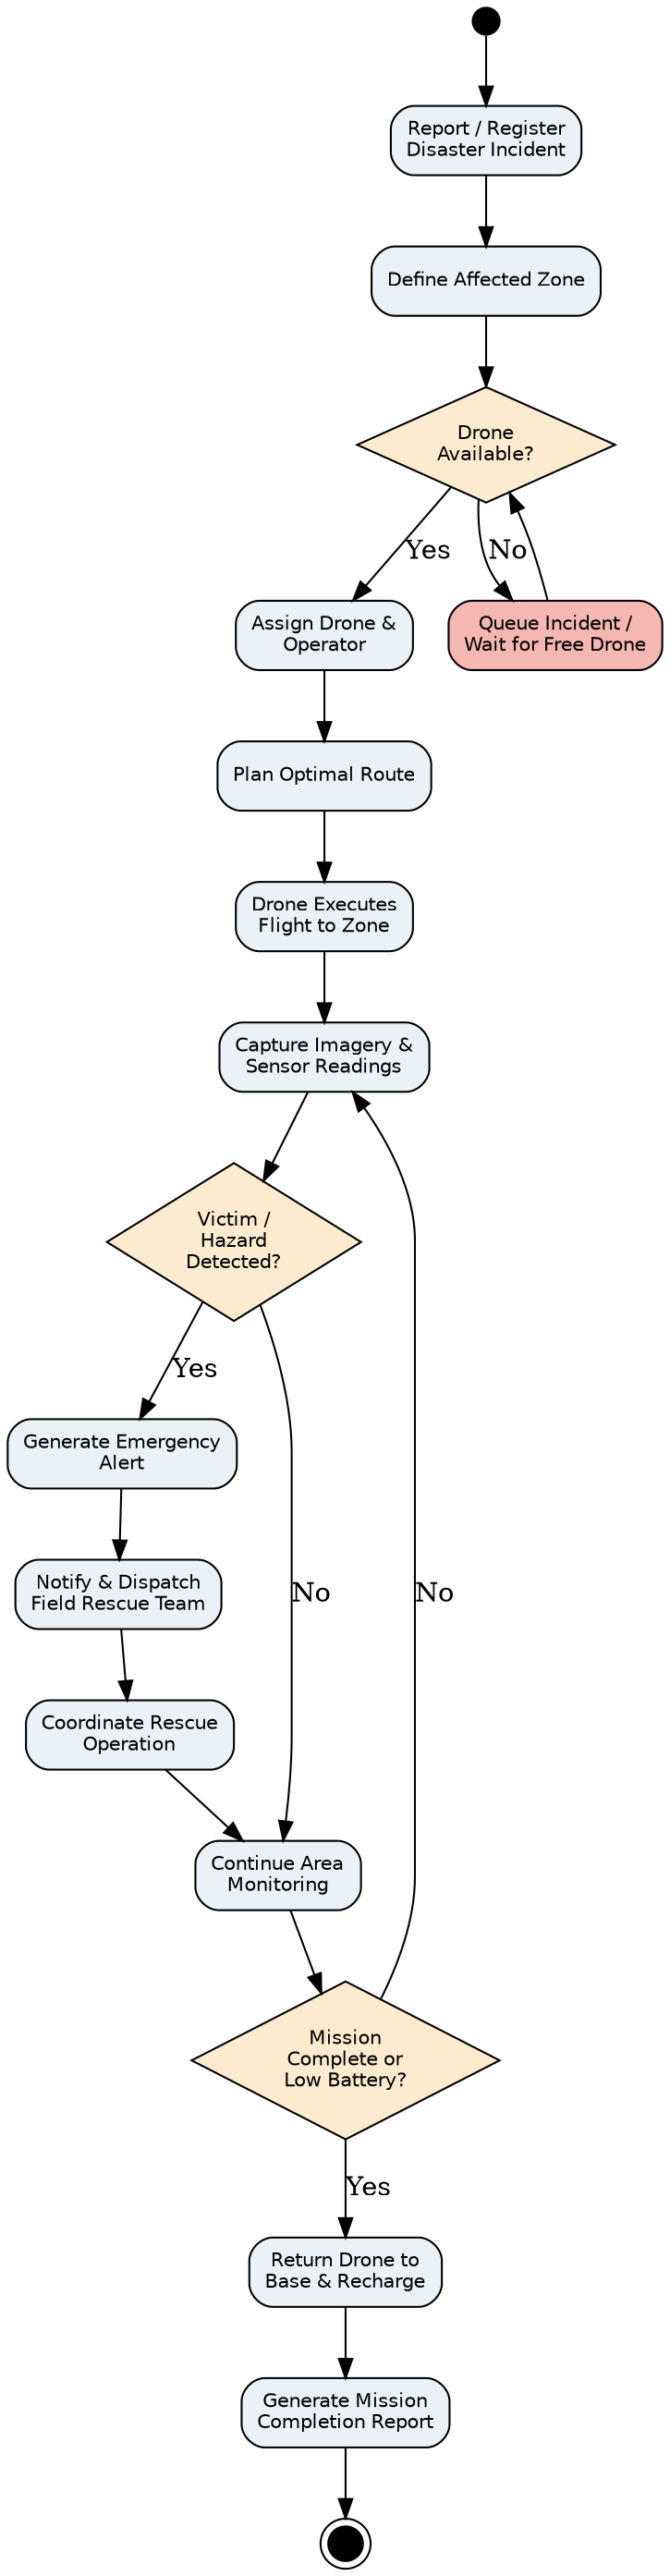 Report / Register
Disaster Incident
Define Affected Zone
Drone
Available?
Yes
No
Assign Drone &
Operator
Queue Incident /
Wait for Free Drone
Plan Optimal Route
Drone Executes
Flight to Zone
Capture Imagery &
Sensor Readings
Victim /
Hazard
Detected?
Yes
Generate Emergency
Alert
Notify & Dispatch
Field Rescue Team
No
No
Coordinate Rescue
Operation
Continue Area
Monitoring
Mission
Complete or
Low Battery?
Yes
Return Drone to
Base & Recharge
Generate Mission
Completion Report